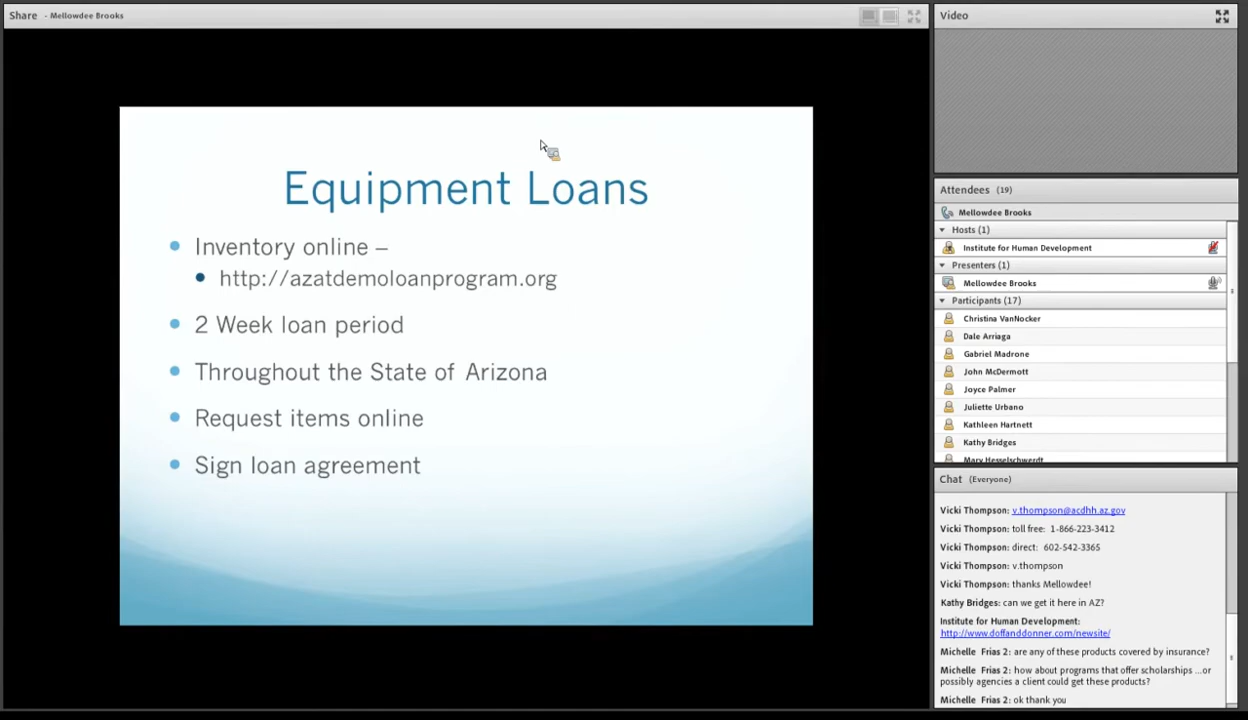 Share - Mellowdee Brooks
Equipment Loans
Inventory online –
http://azatdemoloanprogram.org
2 Week loan period
Throughout the State of Arizona
Request items online
Sign loan agreement
Video
Attendees (19)
Mellowdee Brooks
Hosts (1)
Institute for Human Development
Presenters (1)
Mellowdee Brooks
Participants (17)
Christina VanNocker
Dale Arriaga
Gabriel Madrone
John McDermott
Joyce Palmer
Juliette Urbano
Kathleen Hartnett
Kathy Bridges
Mary Hesselschwerdt
Chat (Everyone)
Vicki Thompson: v.thompson@acdhh.az.gov
Vicki Thompson: toll free: 1-866-223-3412
Vicki Thompson: direct: 602-542-3365
Vicki Thompson: v.thompson
Vicki Thompson: thanks Mellowdee!
Kathy Bridges: can we get it here in AZ?
Institute for Human Development:
http://www.doffanddonner.com/newsite/
Michelle Frias 2: are any of these products covered by insurance?
Michelle Frias 2: how about programs that offer scholarships ...or
possibly agencies a client could get these products?
Michelle Frias 2: ok thank you